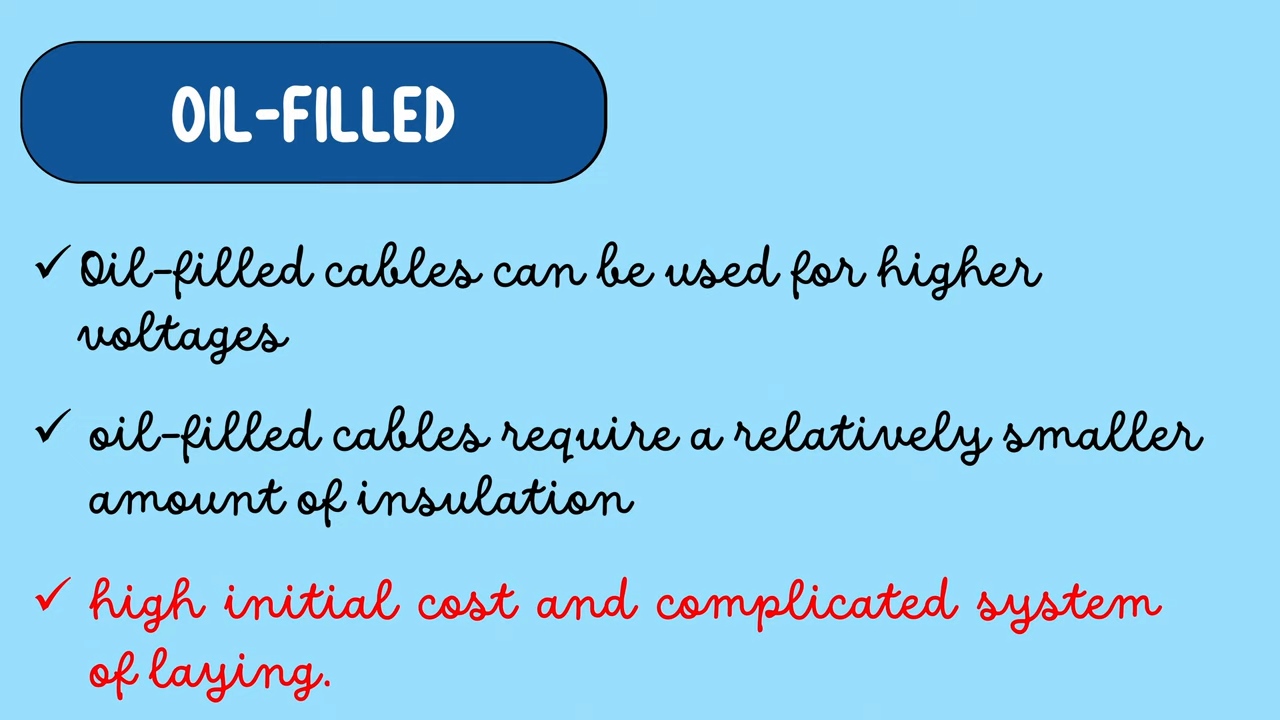 OIL-FILLED
✓ Oil-filled cables can be used for higher
voltages
✓ oil-filled cables require a relatively smaller
amount of insulation
✓ high initial cost and complicated system
of laying.